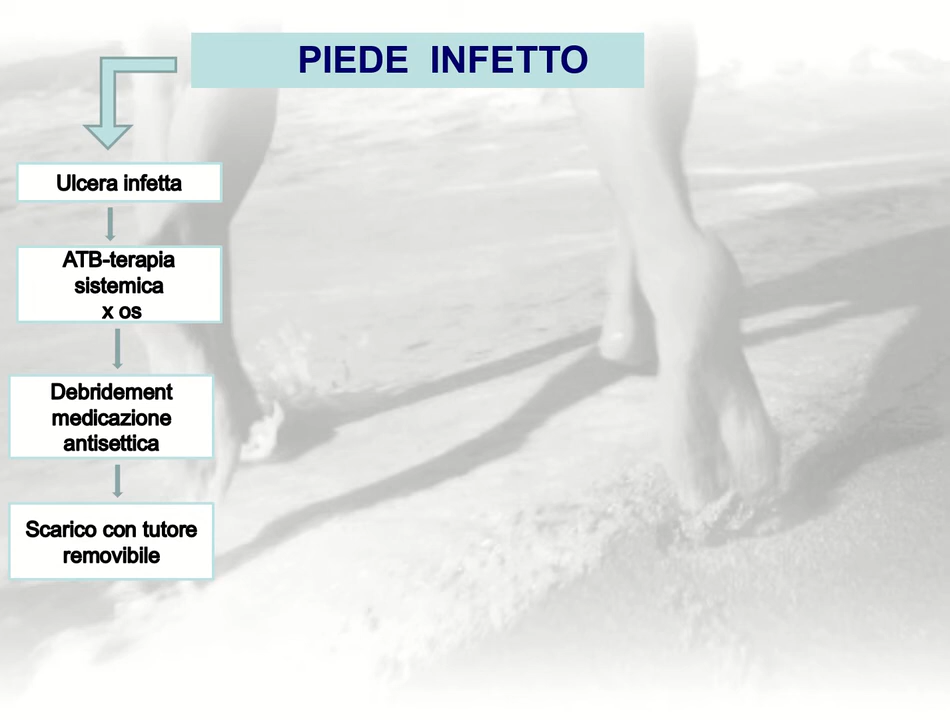 PIEDE INFETTO
Ulcera infetta
ATB-terapia
sistemica
x os
Debridement
medicazione
antisettica
Scarico con tutore
removibile